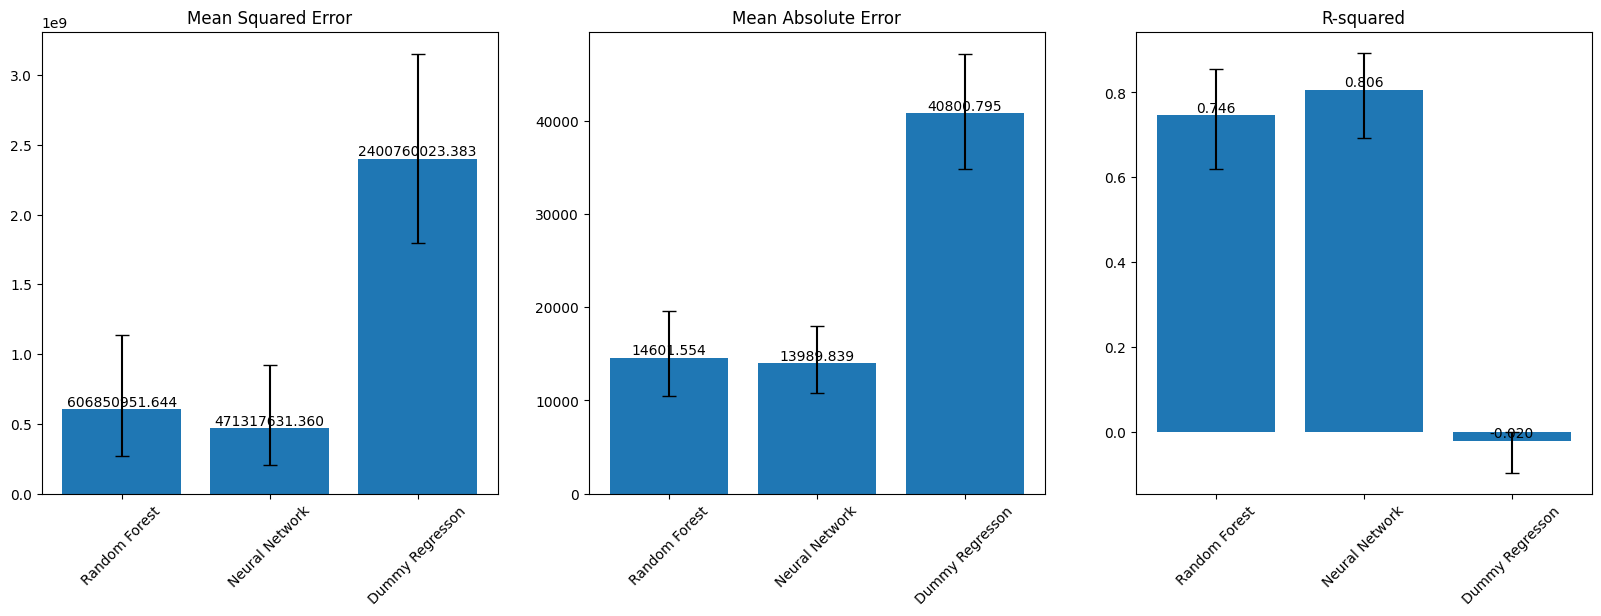 Mean Squared Error
1e9
3.0
2.5
2.0
1.5
1.0
0.5
0.0
606850951.644
471317631.360
2400760023.383
Random Forest
Neural Network
Dummy Regresson
Mean Absolute Error
40000
30000
20000
10000
0
14601.554
13989.839
40800.795
Random Forest
Neural Network
Dummy Regresson
R-squared
0.8
0.6
0.4
0.2
0.0
0.746
0.806
-0.020
Random Forest
Neural Network
Dummy Regresson